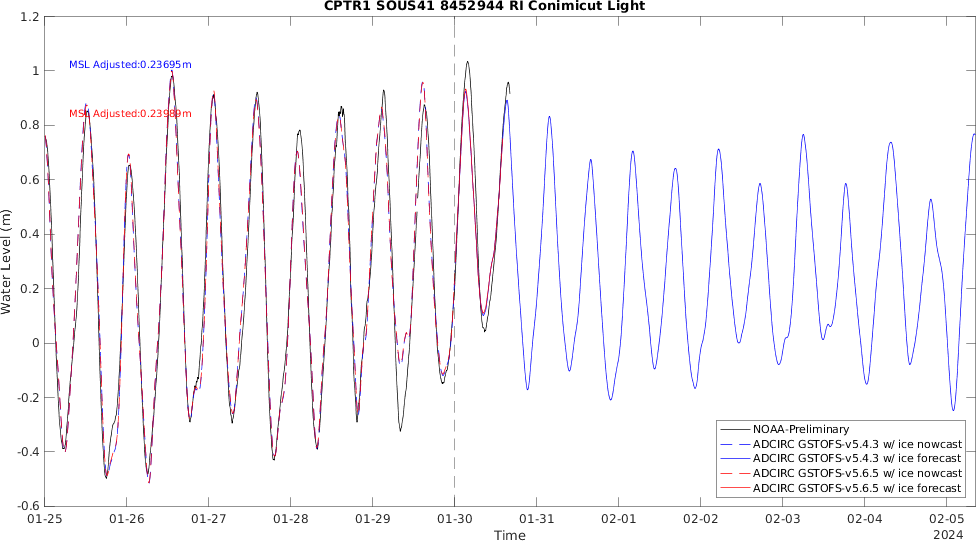 CPTR1 SOUS41 8452944 RI Conimicut Light
1.2
1
0.8
0.6
0.4
0.2
0
-0.2
-0.4
-0.6
Water Level (m)
MSL Adjusted:0.23695m
MSL Adjusted:0.23989m
NOAA-Preliminary
ADCIRC GSTOFS-v5.4.3 w/ ice nowcast
ADCIRC GSTOFS-v5.4.3 w/ ice forecast
ADCIRC GSTOFS-v5.6.5 w/ ice nowcast
ADCIRC GSTOFS-v5.6.5 w/ ice forecast
01-25 01-26 01-27 01-28 01-29 01-30 01-31 02-01 02-02 02-03 02-04 02-05
Time
2024